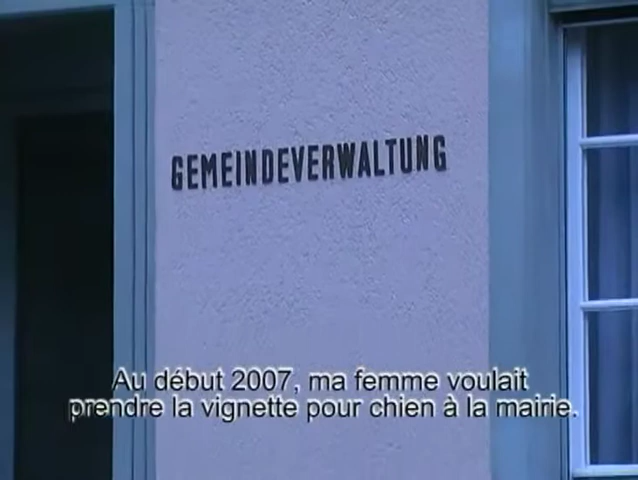 GEMEINDEVERWALTUNG
Au début 2007, ma femme voulait
prendre la vignette pour chien à la mairie.